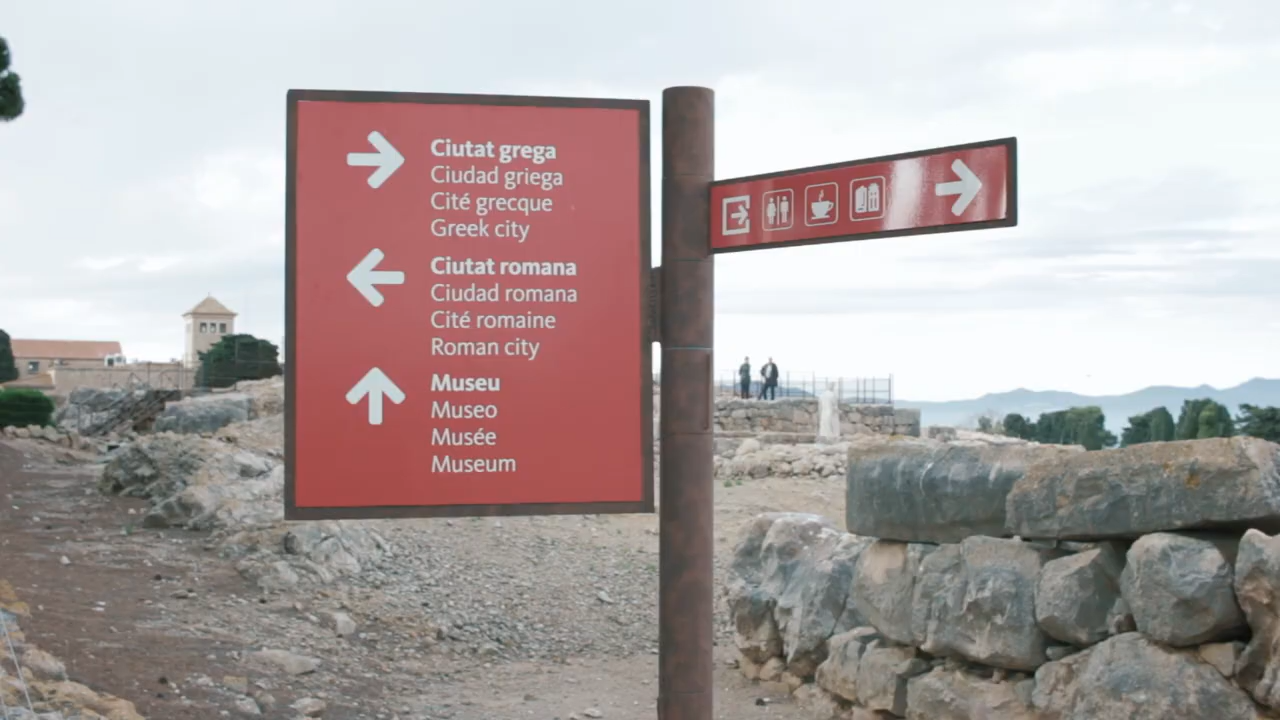 Ciutat grega
Ciudad griega
Cité grecque
Greek city
Ciutat romana
Ciudad romana
Cité romaine
Roman city
Museu
Museo
Musée
Museum